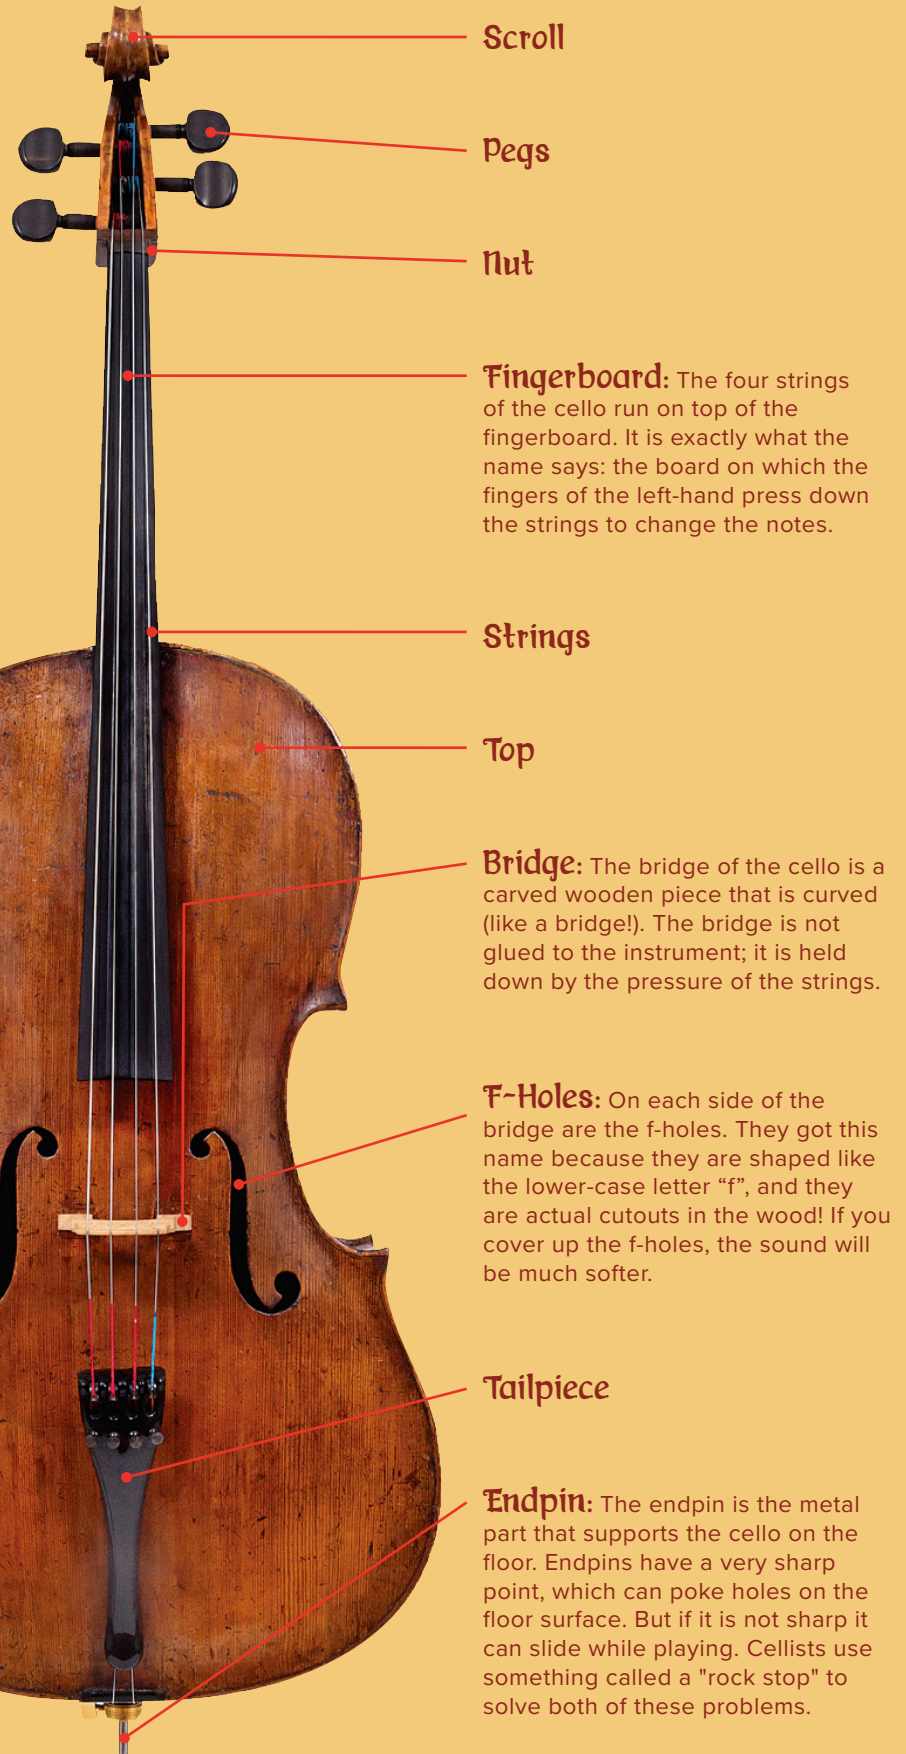 Scroll
Pegs
Nut
Fingerboard: The four strings
of the cello run on top of the
fingerboard. It is exactly what the
name says: the board on which the
fingers of the left-hand press down
the strings to change the notes.
Strings
Top
Bridge: The bridge of the cello is a
carved wooden piece that is curved
(like a bridge!). The bridge is not
glued to the instrument; it is held
down by the pressure of the strings.
F-Holes: On each side of the
bridge are the f-holes. They got this
name because they are shaped like
the lower-case letter “f”, and they
are actual cutouts in the wood! If you
cover up the f-holes, the sound will
be much softer.
Tailpiece
Endpin: The endpin is the metal
part that supports the cello on the
floor. Endpins have a very sharp
point, which can poke holes on the
floor surface. But if it is not sharp it
can slide while playing. Cellists use
something called a "rock stop" to
solve both of these problems.